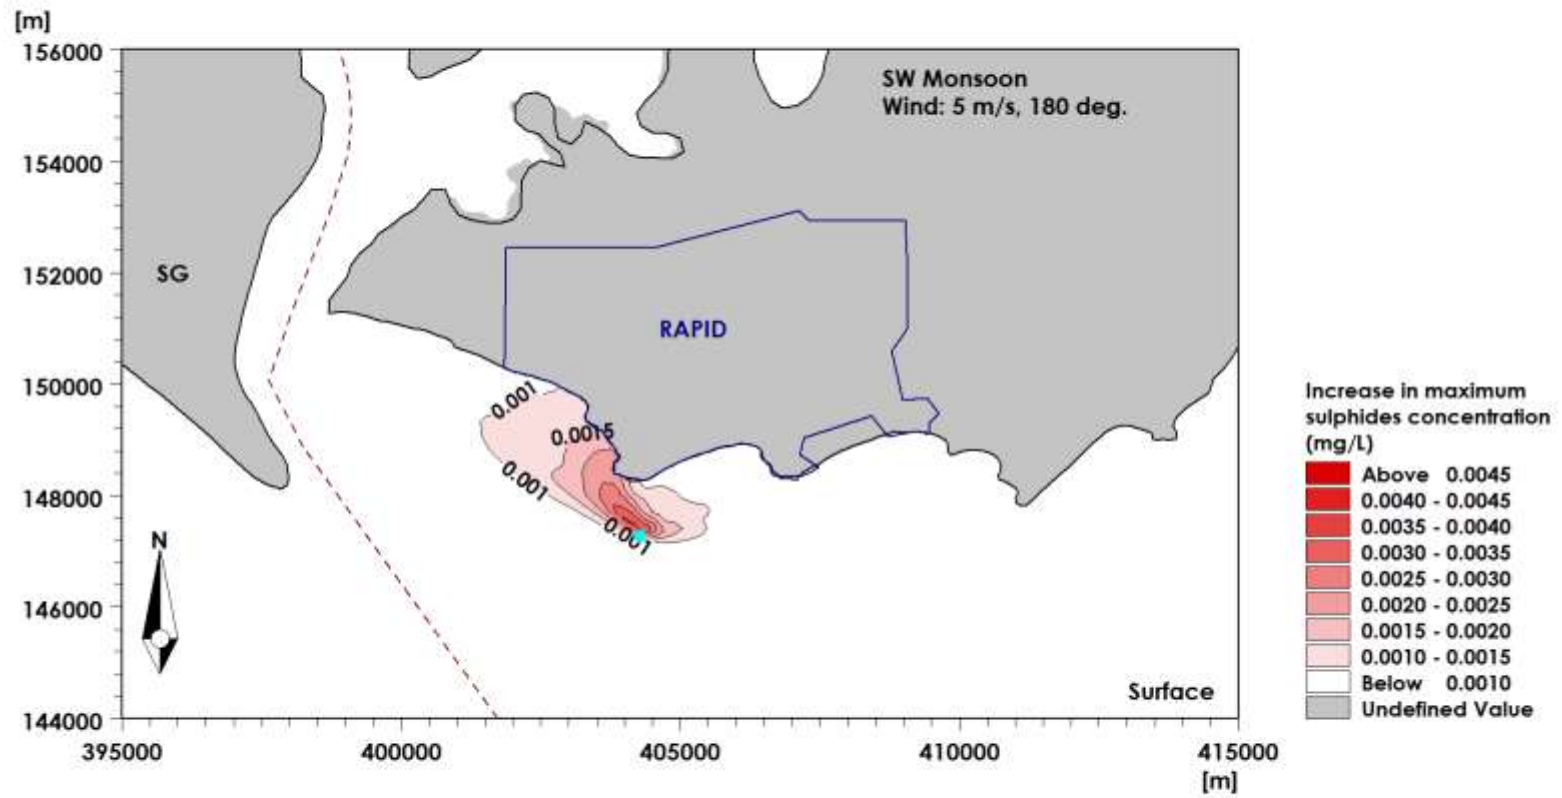 [m]
156000
154000
152000
150000
148000
146000
144000
SW Monsoon
Wind: 5 m/s, 180 deg.
SG
RAPID
0.001
0.0015
0.001
0.001
N
Surface
395000
400000
405000
410000
415000
[m]
Increase in maximum
sulphides concentration
(mg/L)
Above 0.0045
0.0040 - 0.0045
0.0035 - 0.0040
0.0030 - 0.0035
0.0025 - 0.0030
0.0020 - 0.0025
0.0015 - 0.0020
0.0010 - 0.0015
Below 0.0010
Undefined Value